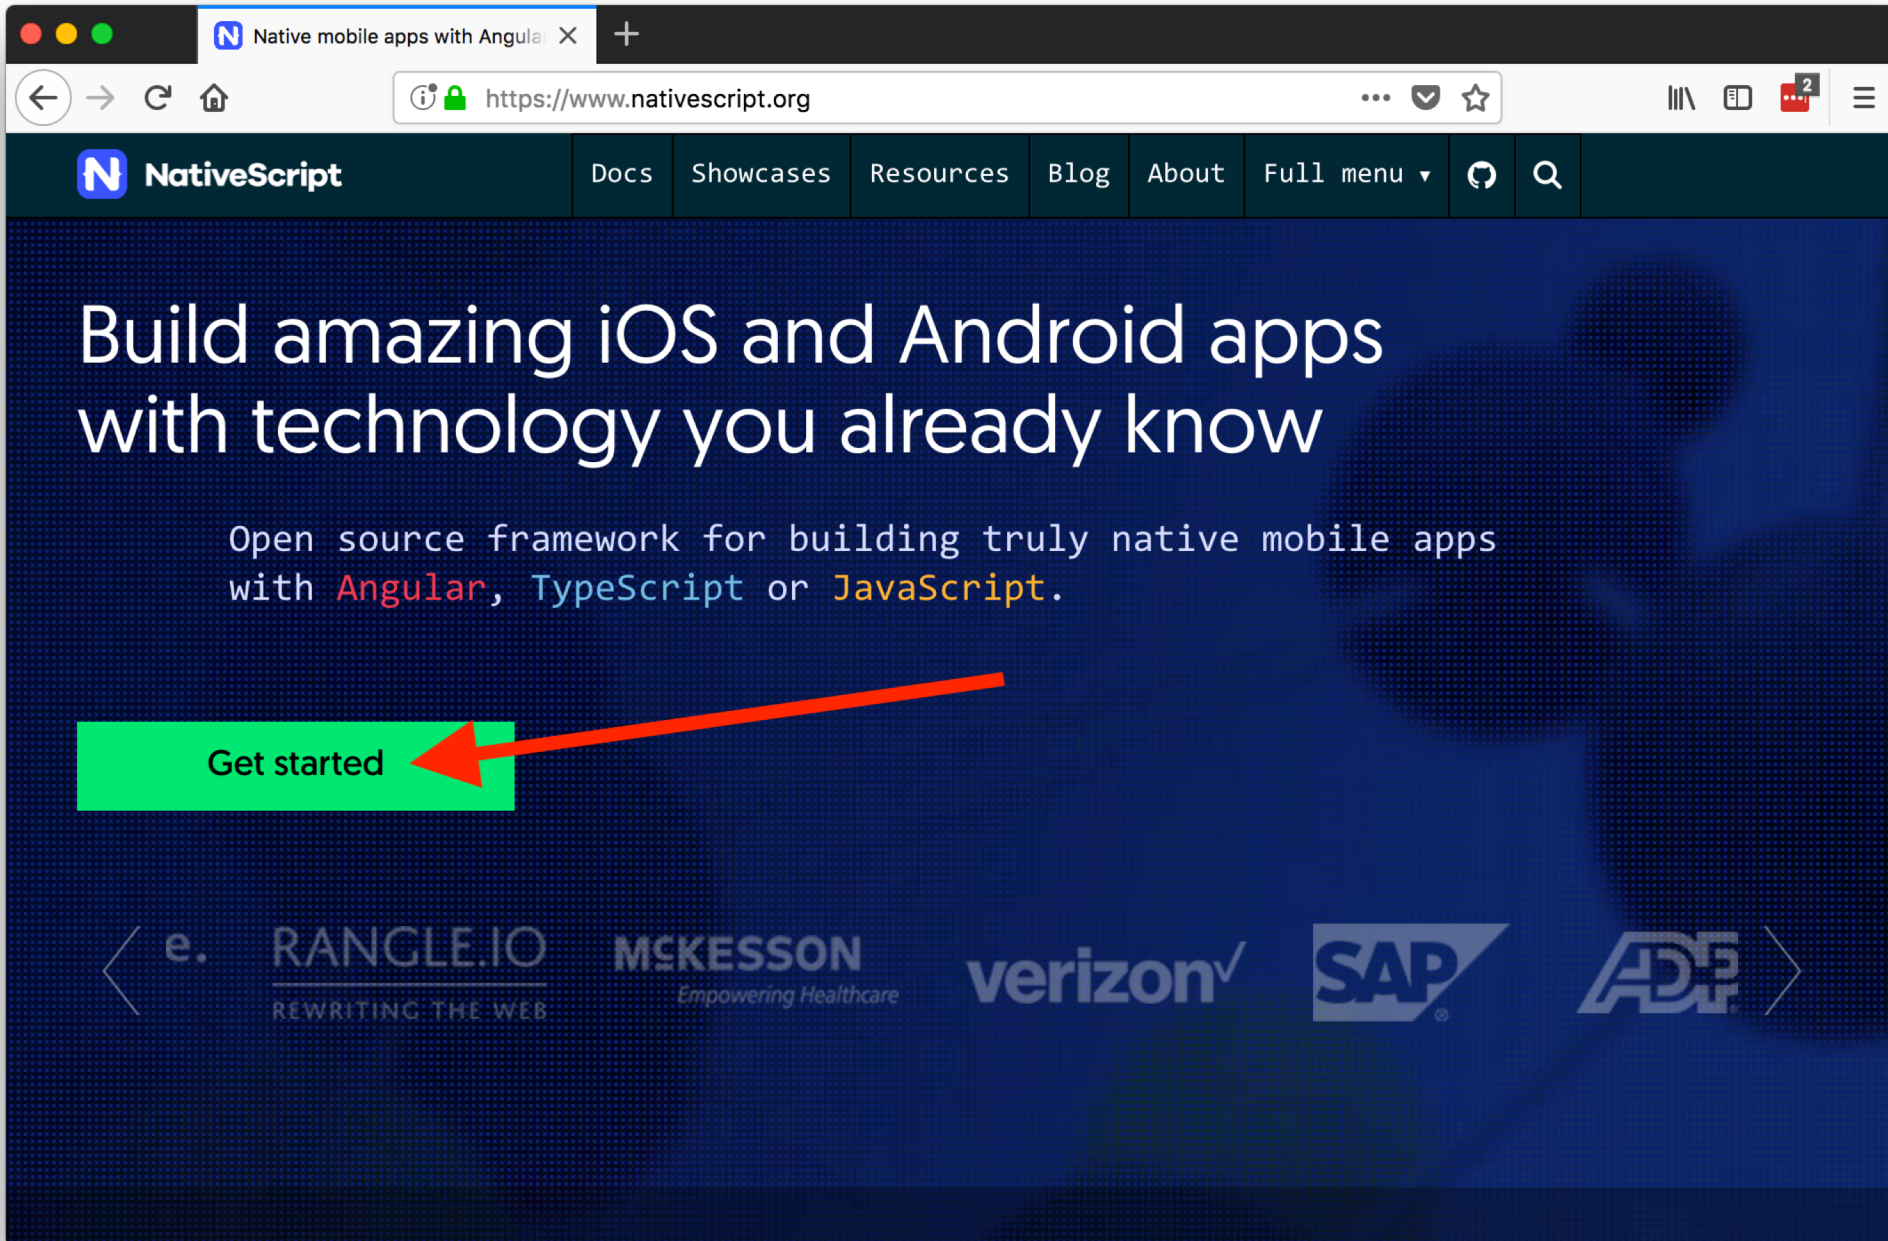 Native mobile apps with Angula
https://www.nativescript.org
2
NativeScript
Docs
Showcases
Resources
Blog
About
Full menu
Build amazing iOS and Android apps
with technology you already know
Open source framework for building truly native mobile apps
with Angular, TypeScript or JavaScript.
Get started
e.
RANGLE.IO
REWRITING THE WEB
MCKESSON
Empowering Healthcare
verizon
SAP
ADP